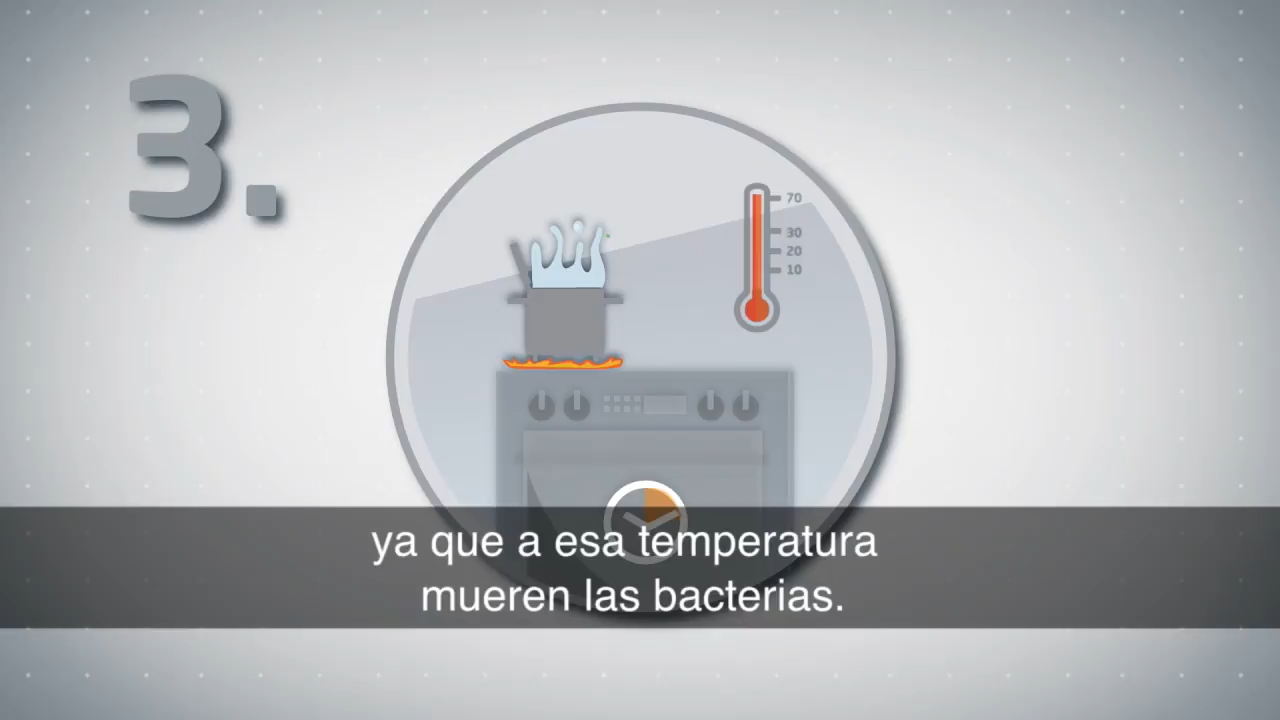 3.
70
30
20
10
ya que a esa temperatura
mueren las bacterias.